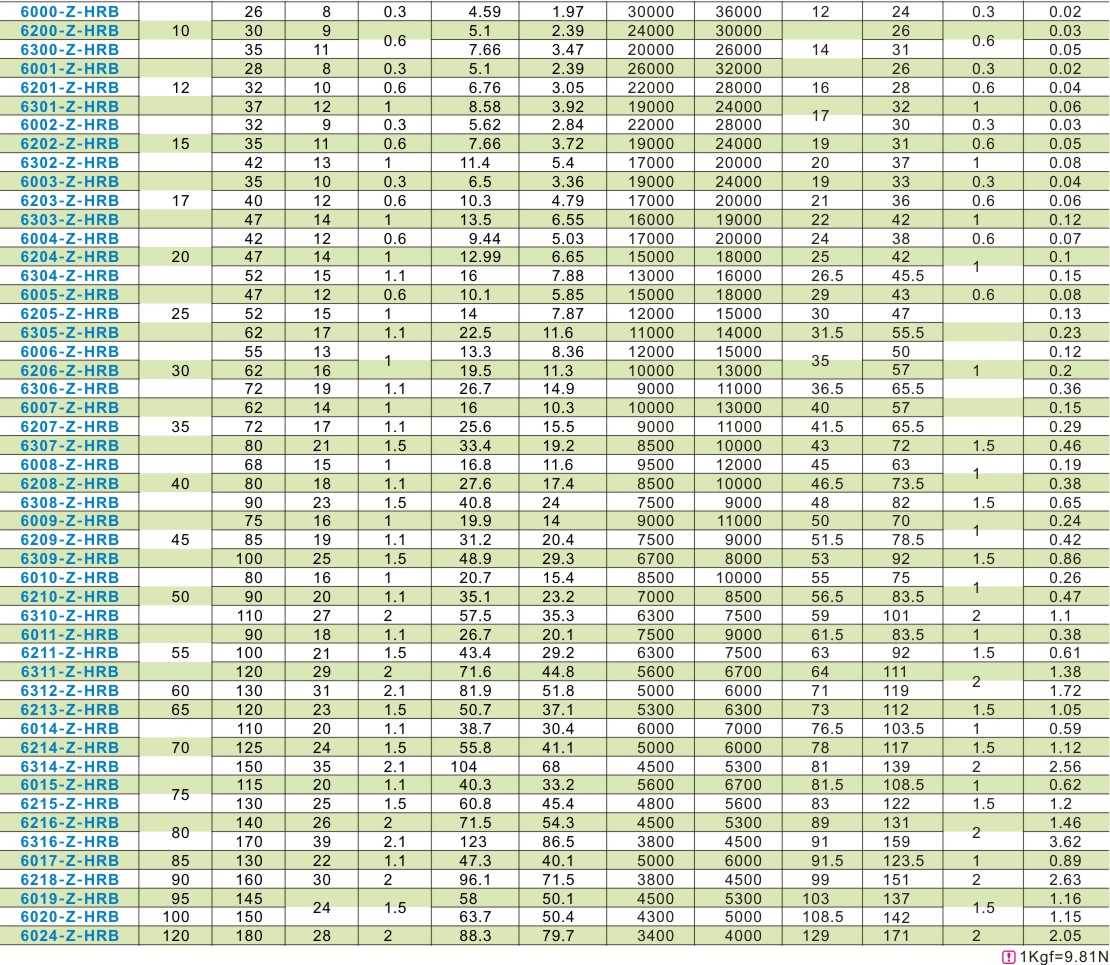 6000-Z-HRB 26 8 0.3 4.59 1.97 30000 36000 12 24 0.3 0.02
6200-Z-HRB 10 30 9 0.6 5.1 2.39 24000 30000 14 26 0.6 0.03
6300-Z-HRB 35 11 7.66 3.47 20000 26000 31 0.05
6001-Z-HRB 28 8 0.3 5.1 2.39 26000 32000 26 0.3 0.02
6201-Z-HRB 12 32 10 0.6 6.76 3.05 22000 28000 16 28 0.6 0.04
6301-Z-HRB 37 12 1 8.58 3.92 19000 24000 17 32 1 0.06
6002-Z-HRB 32 9 0.3 5.62 2.84 22000 28000 30 0.3 0.03
6202-Z-HRB 15 35 11 0.6 7.66 3.72 19000 24000 19 31 0.6 0.05
6302-Z-HRB 42 13 1 11.4 5.4 17000 20000 20 37 1 0.08
6003-Z-HRB 35 10 0.3 6.5 3.36 19000 24000 19 33 0.3 0.04
6203-Z-HRB 17 40 12 0.6 10.3 4.79 17000 20000 21 36 0.6 0.06
6303-Z-HRB 47 14 1 13.5 6.55 16000 19000 22 42 1 0.12
6004-Z-HRB 42 12 0.6 9.44 5.03 17000 20000 24 38 0.6 0.07
6204-Z-HRB 20 47 14 1 12.99 6.65 15000 18000 25 42 1 0.1
6304-Z-HRB 52 15 1.1 16 7.88 13000 16000 26.5 45.5 0.15
6005-Z-HRB 47 12 0.6 10.1 5.85 15000 18000 29 43 0.6 0.08
6205-Z-HRB 25 52 15 1 14 7.87 12000 15000 30 47 0.13
6305-Z-HRB 62 17 1.1 22.5 11.6 11000 14000 31.5 55.5 0.23
6006-Z-HRB 55 13 1 13.3 8.36 12000 15000 35 50 0.12
6206-Z-HRB 30 62 16 19.5 11.3 10000 13000 57 1 0.2
6306-Z-HRB 72 19 1.1 26.7 14.9 9000 11000 36.5 65.5 0.36
6007-Z-HRB 62 14 1 16 10.3 10000 13000 40 57 0.15
6207-Z-HRB 35 72 17 1.1 25.6 15.5 9000 11000 41.5 65.5 0.29
6307-Z-HRB 80 21 1.5 33.4 19.2 8500 10000 43 72 1.5 0.46
6008-Z-HRB 68 15 1 16.8 11.6 9500 12000 45 63 1 0.19
6208-Z-HRB 40 80 18 1.1 27.6 17.4 8500 10000 46.5 73.5 0.38
6308-Z-HRB 90 23 1.5 40.8 24 7500 9000 48 82 1.5 0.65
6009-Z-HRB 75 16 1 19.9 14 9000 11000 50 70 1 0.24
6209-Z-HRB 45 85 19 1.1 31.2 20.4 7500 9000 51.5 78.5 0.42
6309-Z-HRB 100 25 1.5 48.9 29.3 6700 8000 53 92 1.5 0.86
6010-Z-HRB 80 16 1 20.7 15.4 8500 10000 55 75 1 0.26
6210-Z-HRB 50 90 20 1.1 35.1 23.2 7000 8500 56.5 83.5 0.47
6310-Z-HRB 110 27 2 57.5 35.3 6300 7500 59 101 2 1.1
6011-Z-HRB 90 18 1.1 26.7 20.1 7500 9000 61.5 83.5 1 0.38
6211-Z-HRB 55 100 21 1.5 43.4 29.2 6300 7500 63 92 1.5 0.61
6311-Z-HRB 120 29 2 71.6 44.8 5600 6700 64 111 2 1.38
6312-Z-HRB 60 130 31 2.1 81.9 51.8 5000 6000 71 119 1.72
6213-Z-HRB 65 120 23 1.5 50.7 37.1 5300 6300 73 112 1.5 1.05
6014-Z-HRB 110 20 1.1 38.7 30.4 6000 7000 76.5 103.5 1 0.59
6214-Z-HRB 70 125 24 1.5 55.8 41.1 5000 6000 78 117 1.5 1.12
6314-Z-HRB 150 35 2.1 104 68 4500 5300 81 139 2 2.56
6015-Z-HRB 75 115 20 1.1 40.3 33.2 5600 6700 81.5 108.5 1 0.62
6215-Z-HRB 130 25 1.5 60.8 45.4 4800 5600 83 122 1.5 1.2
6216-Z-HRB 80 140 26 2 71.5 54.3 4500 5300 89 131 2 1.46
6316-Z-HRB 170 39 2.1 123 86.5 3800 4500 91 159 3.62
6017-Z-HRB 85 130 22 1.1 47.3 40.1 5000 6000 91.5 123.5 1 0.89
6218-Z-HRB 90 160 30 2 96.1 71.5 3800 4500 99 151 2 2.63
6019-Z-HRB 95 145 24 1.5 58 50.1 4500 5300 103 137 1.5 1.16
6020-Z-HRB 100 150 63.7 50.4 4300 5000 108.5 142 1.15
6024-Z-HRB 120 180 28 2 88.3 79.7 3400 4000 129 171 2 2.05
! 1Kgf=9.81N